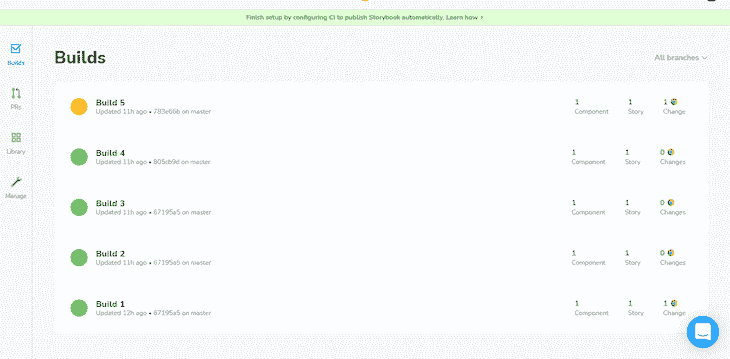 Finish setup by configuring CI to publish Storybook automatically. Learn how ›
Builds
PRs
Library
Manage
Builds
All branches
Build 5
Updated 11h ago • 783e66b on master
1 Component
1 Story
1 Change
Build 4
Updated 11h ago • 805db9d on master
1 Component
1 Story
0 Changes
Build 3
Updated 11h ago • 67195a5 on master
1 Component
1 Story
0 Changes
Build 2
Updated 11h ago • 67195a5 on master
1 Component
1 Story
0 Changes
Build 1
Updated 12h ago • 67195a5 on master
1 Component
1 Story
1 Change